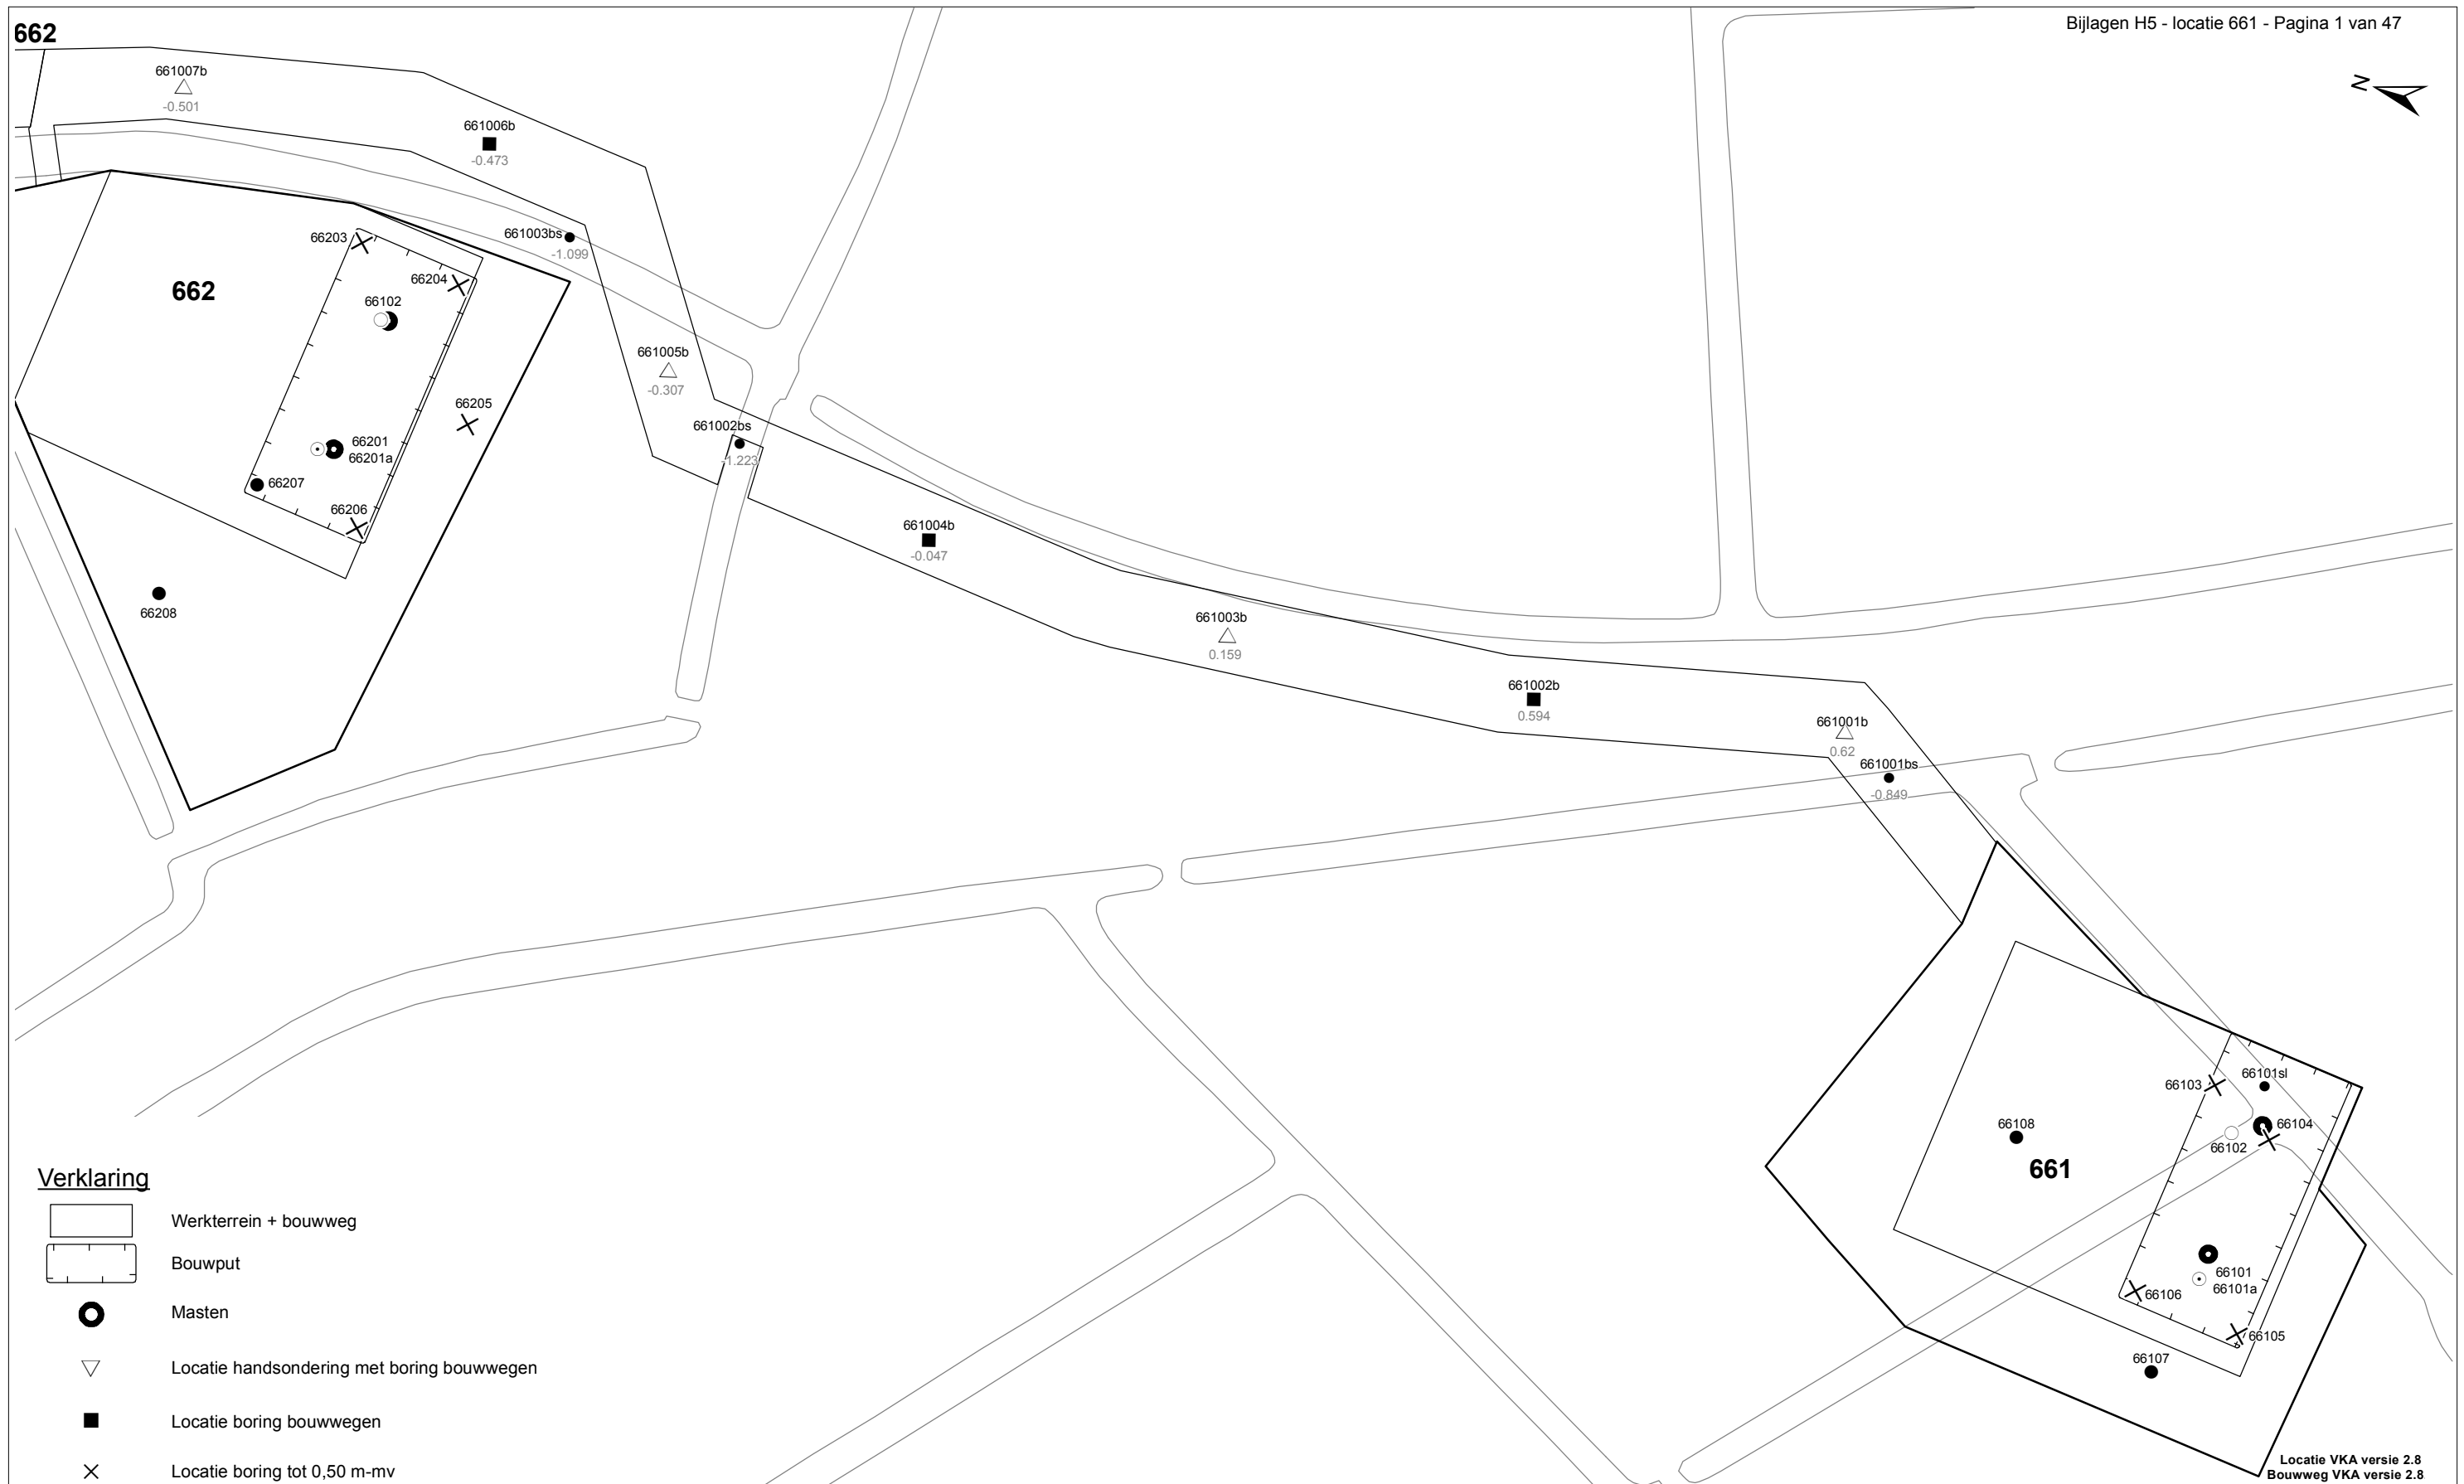 662
Bijlagen H5 - locatie 661 - Pagina 1 van 47
N
661007b
-0.501
661006b
-0.473
661003bs
-1.099
66203
66204
662
66102
661005b
-0.307
66205
661002bs
-1.223
66201
66201a
66207
66206
661004b
-0.047
66208
661003b
0.159
661002b
0.594
661001b
0.62
661001bs
-0.849
66101sl
66103
66104
66108
66102
661
66101
66101a
66106
66105
66107
Verklaring
Werkterrein + bouwweg
Bouwput
Masten
Locatie handsondering met boring bouwwegen
Locatie boring bouwwegen
Locatie boring tot 0,50 m-mv
Locatie VKA versie 2.8
Bouwweg VKA versie 2.8